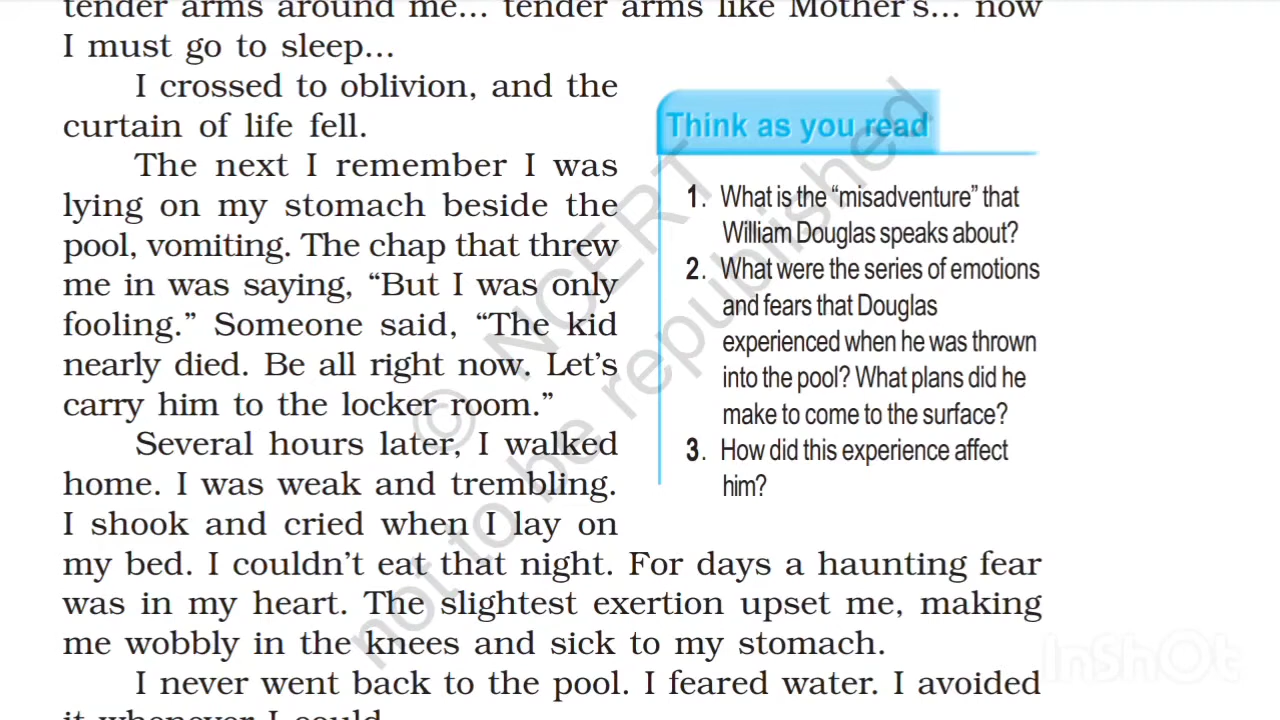 tender arms around me... tender arms like Mother's... now
I must go to sleep...
I crossed to oblivion, and the
curtain of life fell.
The next I remember I was
lying on my stomach beside the
pool, vomiting. The chap that threw
me in was saying, “But I was only
fooling.” Someone said, “The kid
nearly died. Be all right now. Let’s
carry him to the locker room.”
Several hours later, I walked
home. I was weak and trembling.
I shook and cried when I lay on
my bed. I couldn’t eat that night. For days a haunting fear
was in my heart. The slightest exertion upset me, making
me wobbly in the knees and sick to my stomach.
I never went back to the pool. I feared water. I avoided
it whenever I could.
Think as you read
1. What is the “misadventure” that
William Douglas speaks about?
2. What were the series of emotions
and fears that Douglas
experienced when he was thrown
into the pool? What plans did he
make to come to the surface?
3. How did this experience affect
him?
© NCERT
not to be republished
InShOt